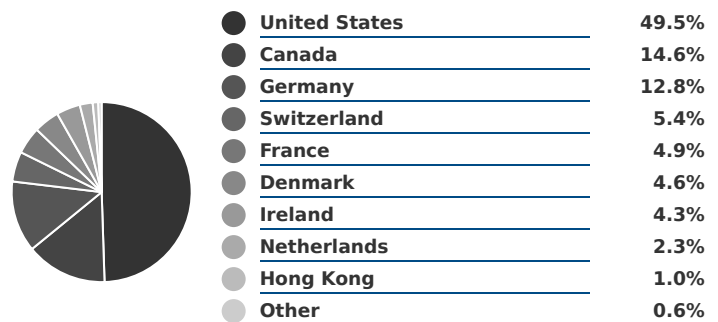 United States 49.5%
Canada 14.6%
Germany 12.8%
Switzerland 5.4%
France 4.9%
Denmark 4.6%
Ireland 4.3%
Netherlands 2.3%
Hong Kong 1.0%
Other 0.6%